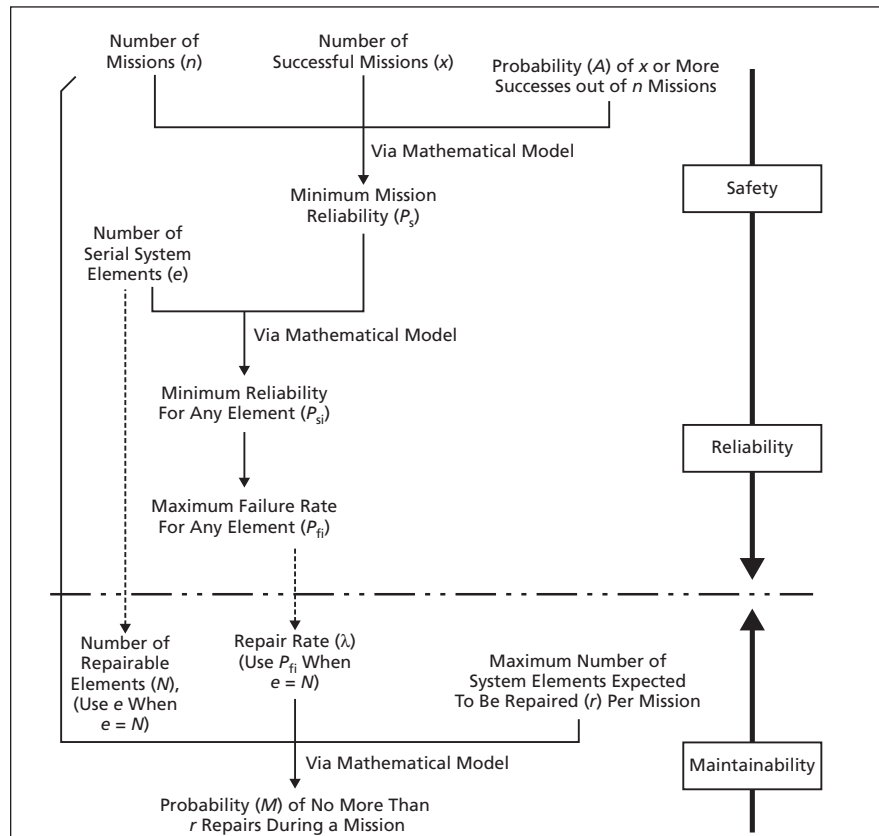 Number of
Missions (n)
Number of
Successful Missions (x)
Probability (A) of x or More
Successes out of n Missions
Via Mathematical Model
Safety
Minimum Mission
Reliability (Ps)
Number of
Serial System
Elements (e)
Via Mathematical Model
Minimum Reliability
For Any Element (Psi)
Reliability
Maximum Failure Rate
For Any Element (Pfi)
Number of
Repairable
Elements (N),
(Use e When
e = N)
Repair Rate (λ)
(Use Pfi When
e = N)
Maximum Number of
System Elements Expected
To Be Repaired (r) Per Mission
Via Mathematical Model
Maintainability
Probability (M) of No More Than
r Repairs During a Mission